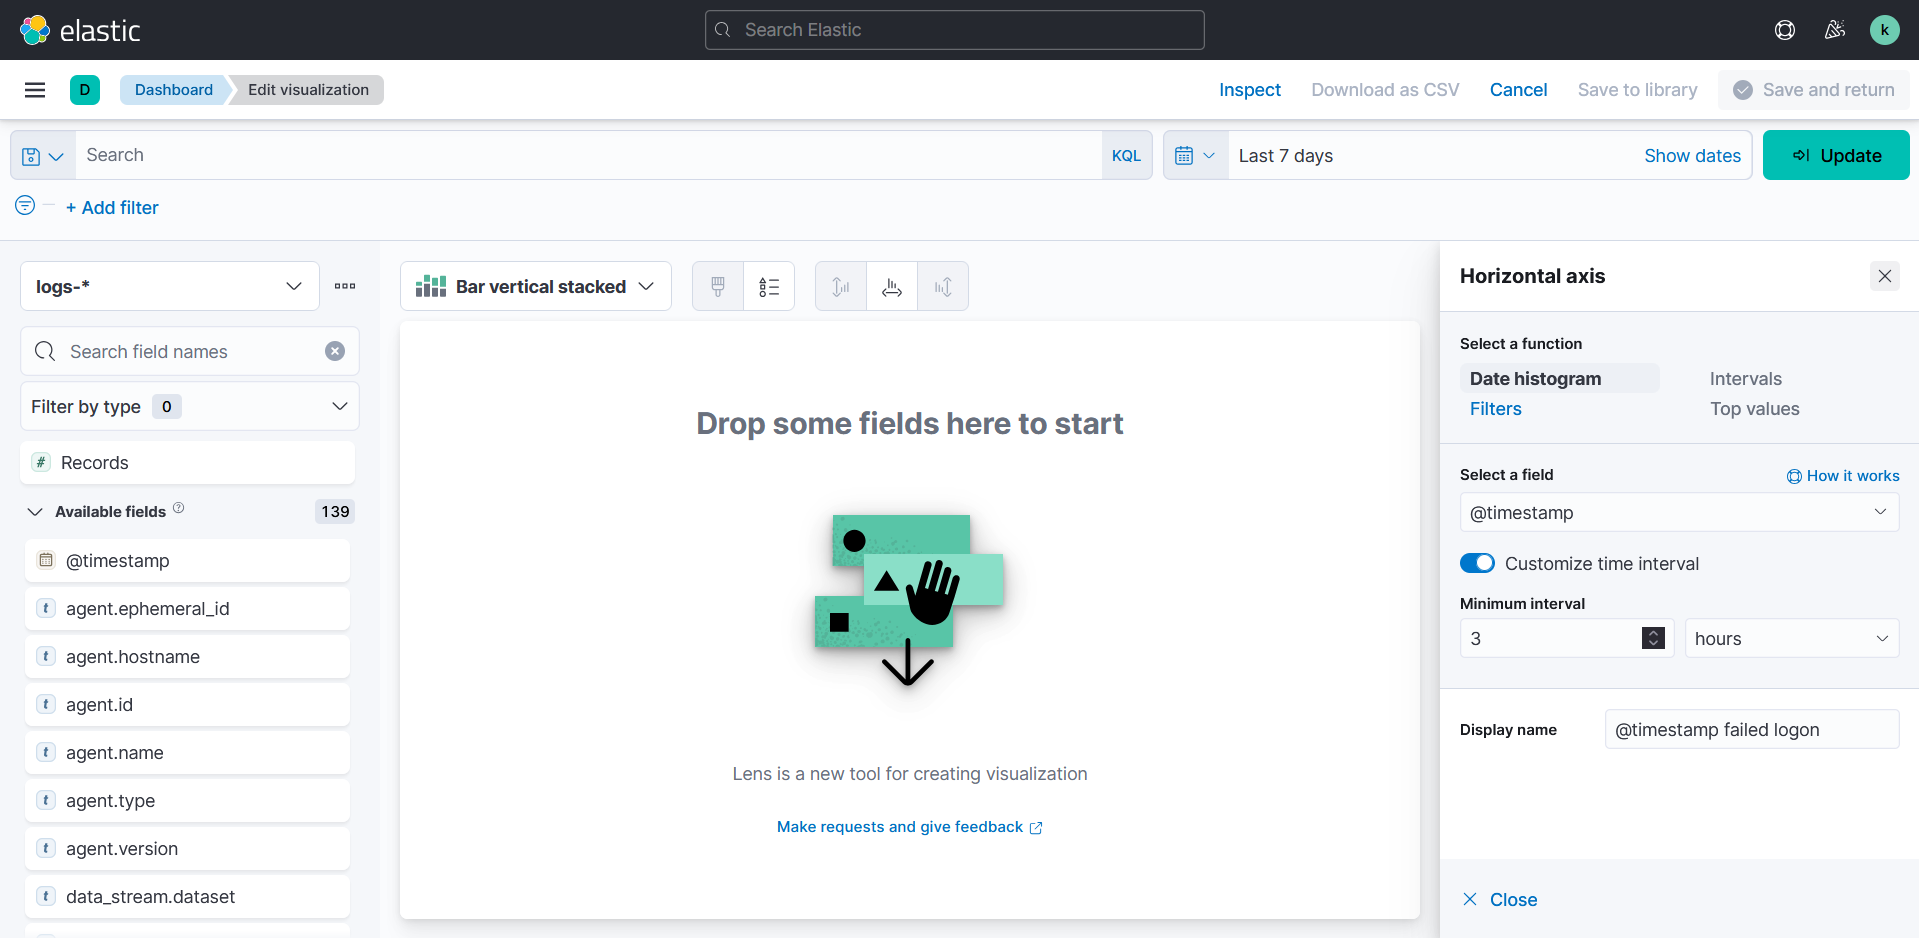 elastic
Search Elastic
k
D
Dashboard
Edit visualization
Inspect
Download as CSV
Cancel
Save to library
Save and return
Search
KQL
Last 7 days
Show dates
Update
+ Add filter
logs-*
Bar vertical stacked
Search field names
Filter by type 0
# Records
Available fields ? 139
@timestamp
t agent.ephemeral_id
t agent.hostname
t agent.id
t agent.name
t agent.type
t agent.version
t data_stream.dataset
Drop some fields here to start
Lens is a new tool for creating visualization
Make requests and give feedback
Horizontal axis
Select a function
Date histogram
Intervals
Filters
Top values
Select a field
How it works
@timestamp
Customize time interval
Minimum interval
3
hours
Display name
@timestamp failed logon
Close